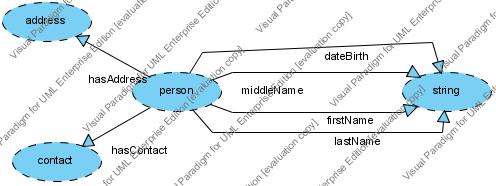 address
Visual Paradigm for UML Enterprise Edition [evaluation copy]
dateBirth
hasAddress
person
middleName
string
firstName
lastName
hasContact
contact